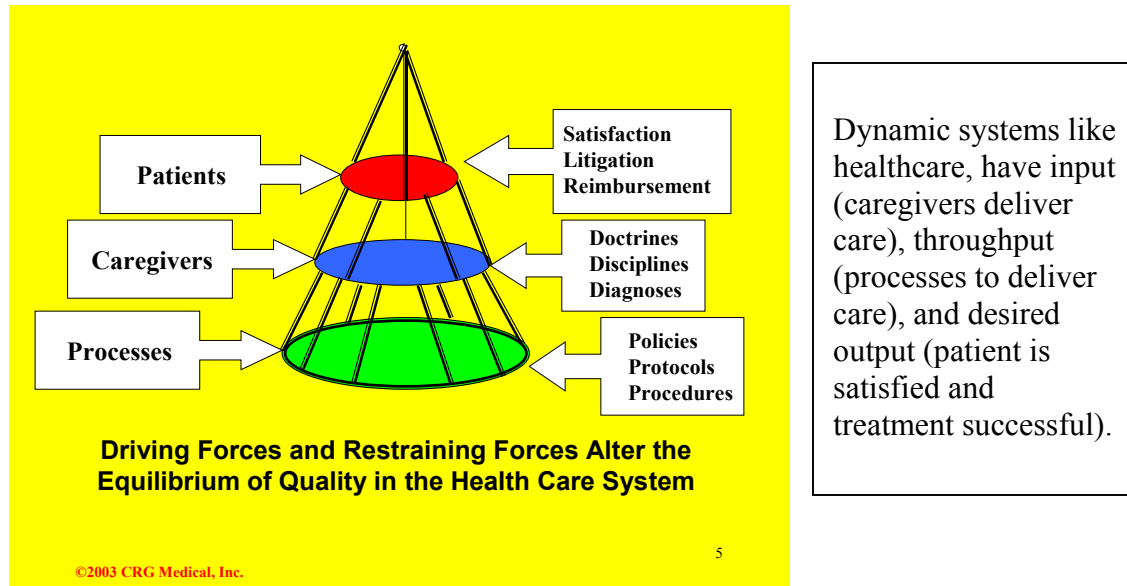 Patients
Satisfaction
Litigation
Reimbursement
Caregivers
Doctrines
Disciplines
Diagnoses
Processes
Policies
Protocols
Procedures
Driving Forces and Restraining Forces Alter the
Equilibrium of Quality in the Health Care System
5
©2003 CRG Medical, Inc.
Dynamic systems like
healthcare, have input
(caregivers deliver
care), throughput
(processes to deliver
care), and desired
output (patient is
satisfied and
treatment successful).